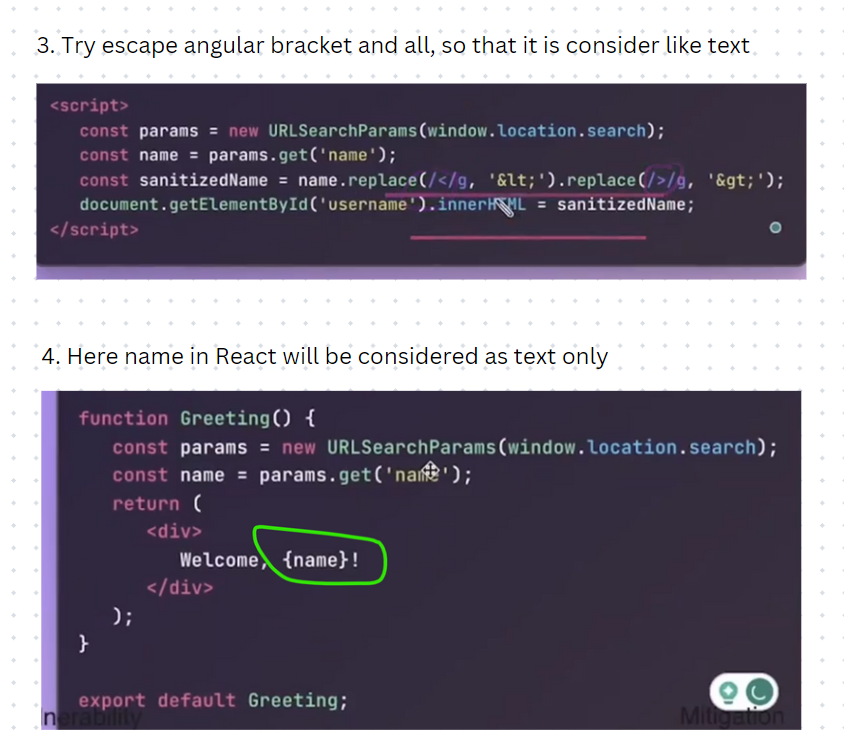 3. Try escape angular bracket and all, so that it is consider like text
<script>
const params = new URLSearchParams(window.location.search);
const name = params.get('name');
const sanitizedName = name.replace(/</g, '&lt;').replace(/>/g, '&gt;');
document.getElementById('username').innerHTML = sanitizedName;
</script>
4. Here name in React will be considered as text only
function Greeting() {
const params = new URLSearchParams(window.location.search);
const name = params.get('name');
return (
<div>
Welcome, {name}!
</div>
);
}
export default Greeting;
nerability
Mitigation